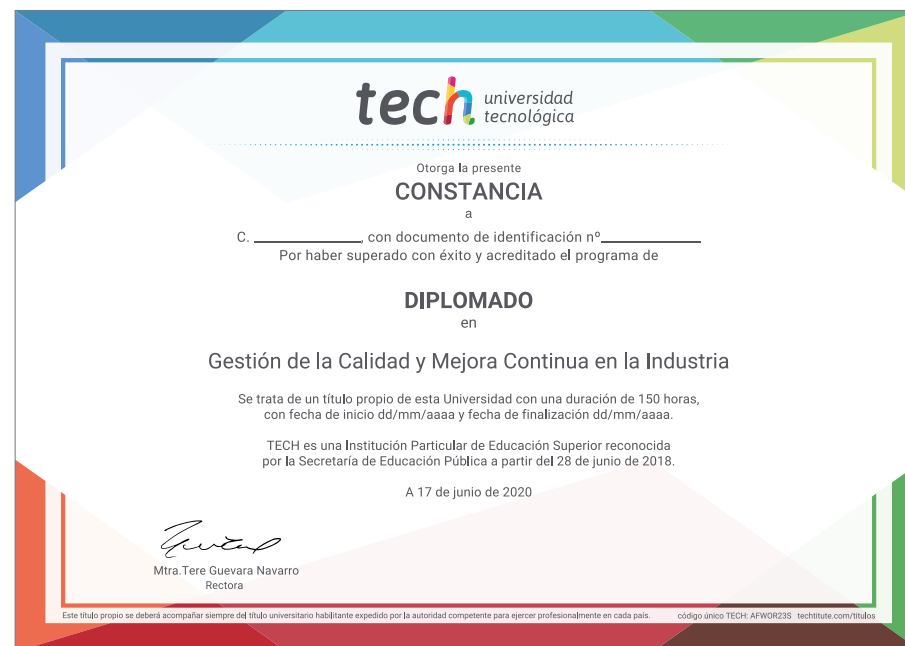 tech universidad
tecnológica
Otorga la presente
CONSTANCIA
a
C. ____________, con documento de identificación nº___________
Por haber superado con éxito y acreditado el programa de
DIPLOMADO
en
Gestión de la Calidad y Mejora Continua en la Industria
Se trata de un título propio de esta Universidad con una duración de 150 horas,
con fecha de inicio dd/mm/aaaa y fecha de finalización dd/mm/aaaa.
TECH es una Institución Particular de Educación Superior reconocida
por la Secretaría de Educación Pública a partir del 28 de junio de 2018.
A 17 de junio de 2020
Mtra.Tere Guevara Navarro
Rectora
Este título propio se deberá acompañar siempre del título universitario habilitante expedido por la autoridad competente para ejercer profesionalmente en cada país. código único TECH: AFWOR23S techtitute.com/titulos